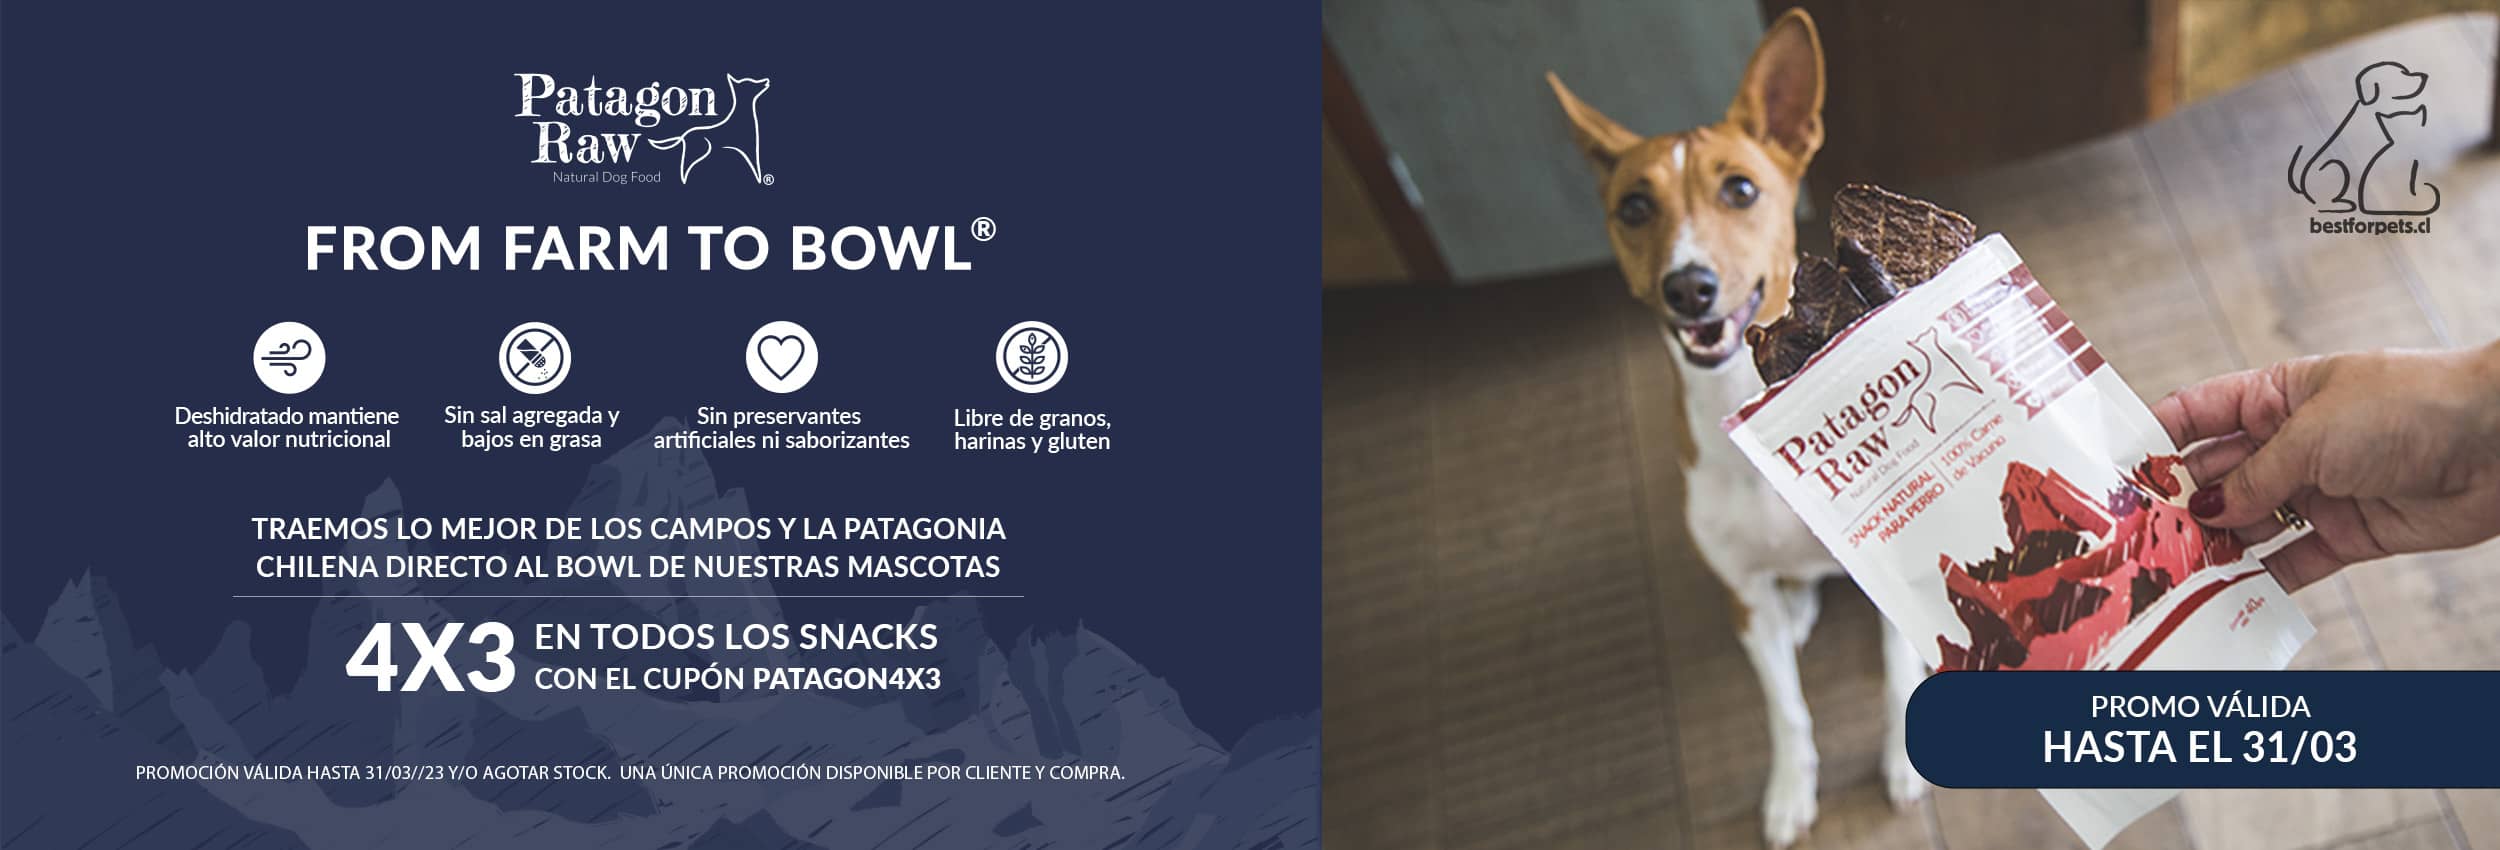 Patagon
Raw
Natural Dog Food
®
FROM FARM TO BOWL®
Deshidratado mantiene
alto valor nutricional
Sin sal agregada y
bajos en grasa
Sin preservantes
artificiales ni saborizantes
Libre de granos,
harinas y gluten
TRAEMOS LO MEJOR DE LOS CAMPOS Y LA PATAGONIA
CHILENA DIRECTO AL BOWL DE NUESTRAS MASCOTAS
4X3
EN TODOS LOS SNACKS
CON EL CUPÓN PATAGON4X3
PROMOCIÓN VÁLIDA HASTA 31/03//23 Y/O AGOTAR STOCK. UNA ÚNICA PROMOCIÓN DISPONIBLE POR CLIENTE Y COMPRA.
bestforpets.cl
Patagon
Raw
Natural Dog Food
SNACK NATURAL
PARA PERRO
100% Carne
de Vacuno
PROMO VÁLIDA
HASTA EL 31/03